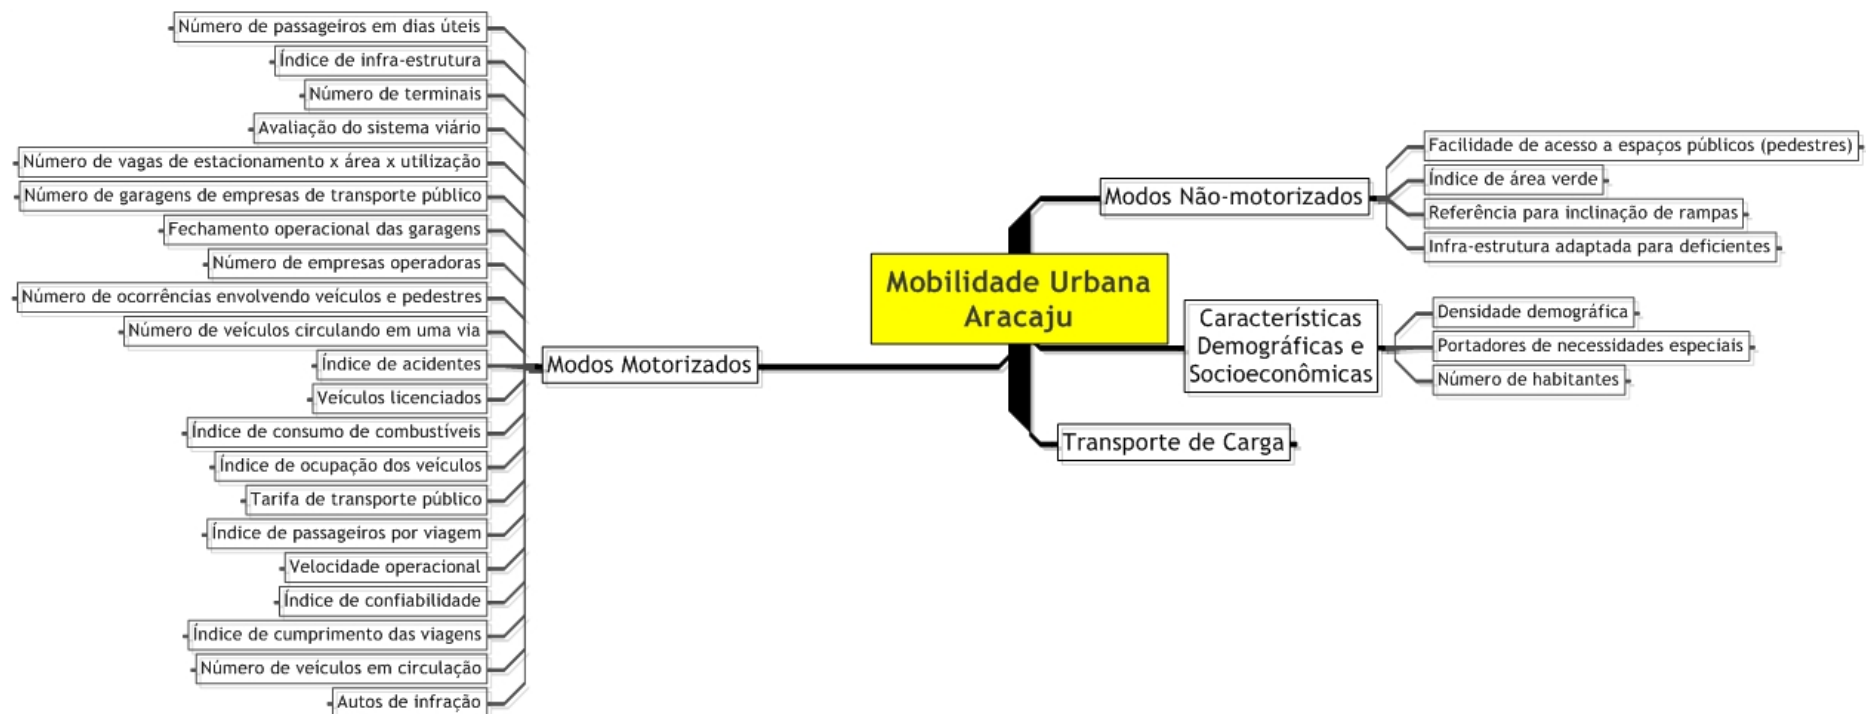 Número de passageiros em dias úteis
Índice de infra-estrutura
Número de terminais
Avaliação do sistema viário
Número de vagas de estacionamento x área x utilização
Número de garagens de empresas de transporte público
Fechamento operacional das garagens
Número de empresas operadoras
Número de ocorrências envolvendo veículos e pedestres
Número de veículos circulando em uma via
Índice de acidentes
Veículos licenciados
Índice de consumo de combustíveis
Índice de ocupação dos veículos
Tarifa de transporte público
Índice de passageiros por viagem
Velocidade operacional
Índice de confiabilidade
Índice de cumprimento das viagens
Número de veículos em circulação
Autos de infração
Modos Motorizados
Mobilidade Urbana
Aracaju
Modos Não-motorizados
Facilidade de acesso a espaços públicos (pedestres)
Índice de área verde
Referência para inclinação de rampas
Infra-estrutura adaptada para deficientes
Características
Demográficas e
Socioeconômicas
Densidade demográfica
Portadores de necessidades especiais
Número de habitantes
Transporte de Carga